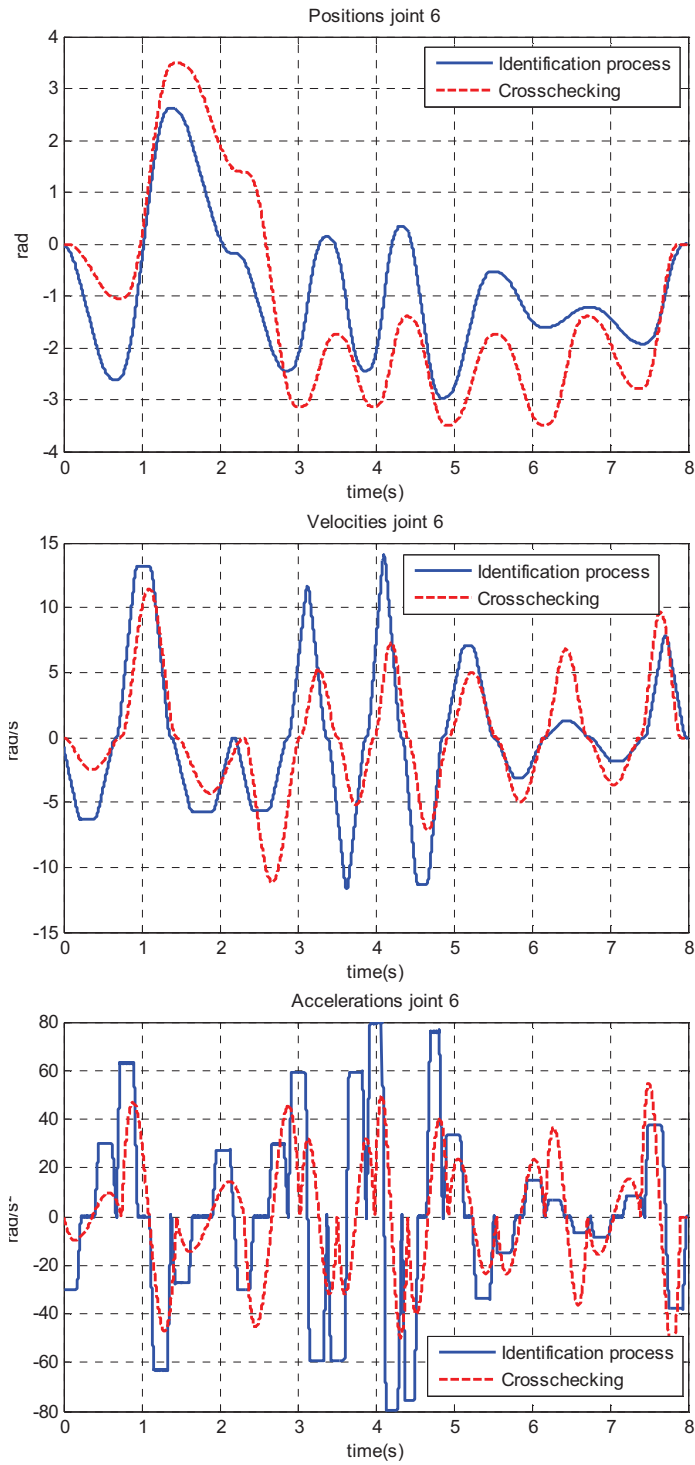 Positions joint 6
4
3
2
1
0
-1
-2
-3
-4
rad
Identification process
Crosschecking
0 1 2 3 4 5 6 7 8
time(s)
Velocities joint 6
15
10
5
0
-5
-10
-15
rad/s
Identification process
Crosschecking
0 1 2 3 4 5 6 7 8
time(s)
Accelerations joint 6
80
60
40
20
0
-20
-40
-60
-80
Identification process
Crosschecking
0 1 2 3 4 5 6 7 8
time(s)